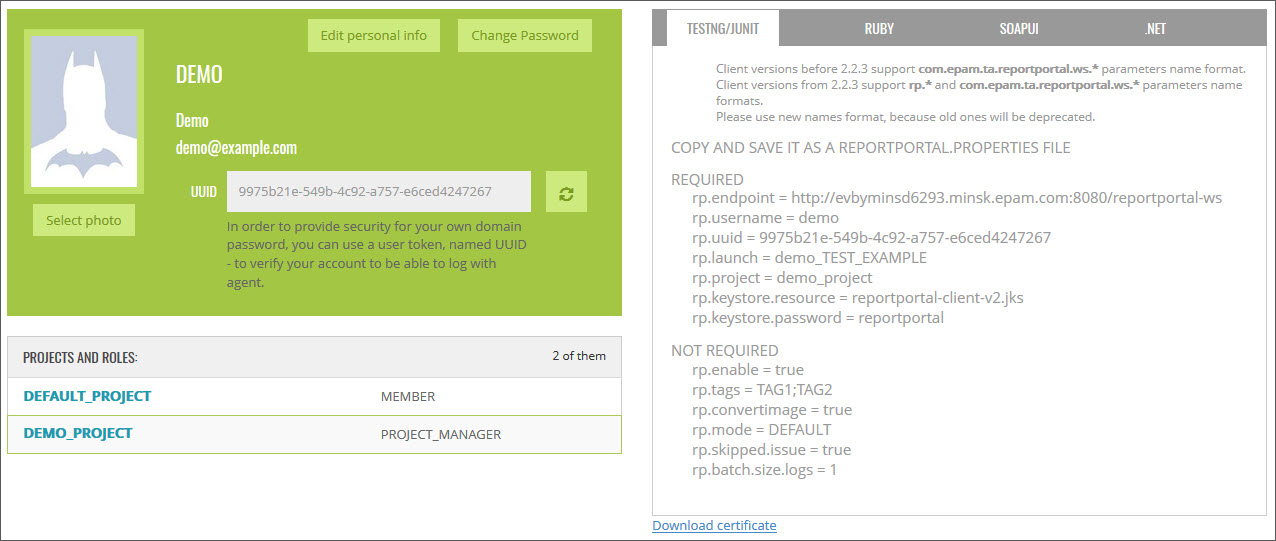 Edit personal info
Change Password
DEMO
Demo
demo@example.com
UUID
9975b21e-549b-4c92-a757-e6ced4247267
Select photo
In order to provide security for your own domain
password, you can use a user token, named UUID
- to verify your account to be able to log with
agent.
PROJECTS AND ROLES:
2 of them
DEFAULT_PROJECT
MEMBER
DEMO_PROJECT
PROJECT_MANAGER
TESTNG/JUNIT
RUBY
SOAPUI
.NET
Client versions before 2.2.3 support com.epam.ta.reportportal.ws.* parameters name format.
Client versions from 2.2.3 support rp.* and com.epam.ta.reportportal.ws.* parameters name
formats.
Please use new names format, because old ones will be deprecated.
COPY AND SAVE IT AS A REPORTPORTAL.PROPERTIES FILE
REQUIRED
rp.endpoint = http://evbyminsd6293.minsk.epam.com:8080/reportportal-ws
rp.username = demo
rp.uuid = 9975b21e-549b-4c92-a757-e6ced4247267
rp.launch = demo_TEST_EXAMPLE
rp.project = demo_project
rp.keystore.resource = reportportal-client-v2.jks
rp.keystore.password = reportportal
NOT REQUIRED
rp.enable = true
rp.tags = TAG1;TAG2
rp.convertimage = true
rp.mode = DEFAULT
rp.skipped.issue = true
rp.batch.size.logs = 1
Download certificate